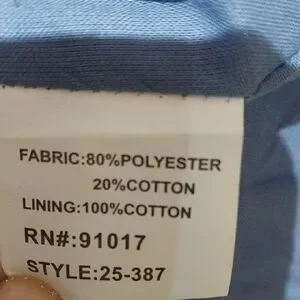 FABRIC:80%POLYESTER
20%COTTON
LINING:100%COTTON
RN#:91017
STYLE:25-387